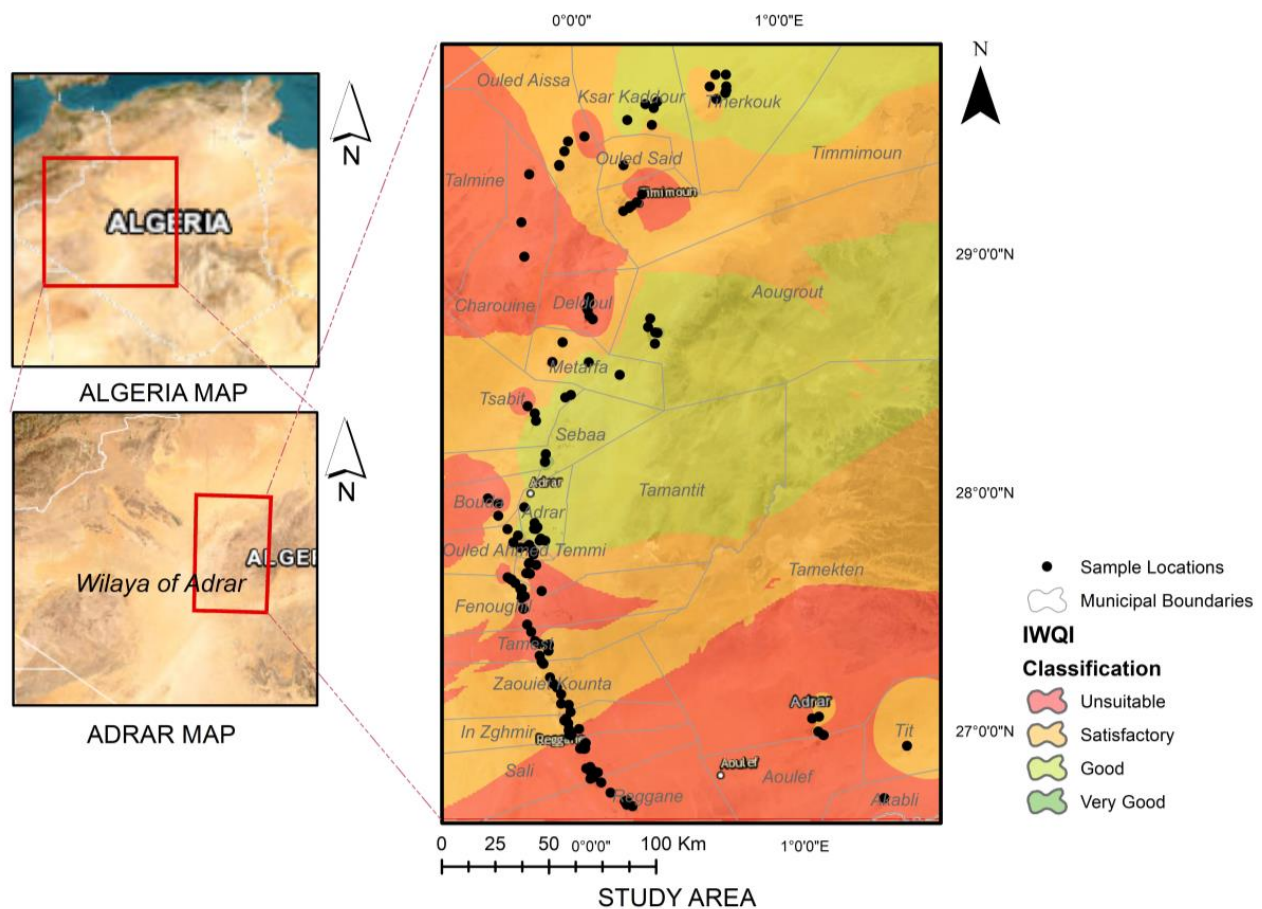 0°0'0"
1°0'0"E
N
N
ALGERIA
ALGERIA MAP
N
Wilaya of Adrar
ADRAR MAP
Ouled Aissa
Ksar Kaddour
Tinerkouk
Ouled Said
Timmimoun
Talmine
Timimoun
29°0'0"N
Aougrout
Charouine
Deldoul
Metarfa
Tsabit
Sebaa
Adrar
28°0'0"N
Tamantit
Bouda
Adrar
Ouled Ahmed Temmi
Tamekten
Fenoughil
Tamest
Zaouiet Kounta
Adrar
In Zghmir
Reggane
Tit
27°0'0"N
Sali
Aoulef
Aoulef
Reggane
Akabli
Sample Locations
Municipal Boundaries
IWQI
Classification
Unsuitable
Satisfactory
Good
Very Good
0 25 50 100 Km
0°0'0"E
1°0'0"E
STUDY AREA